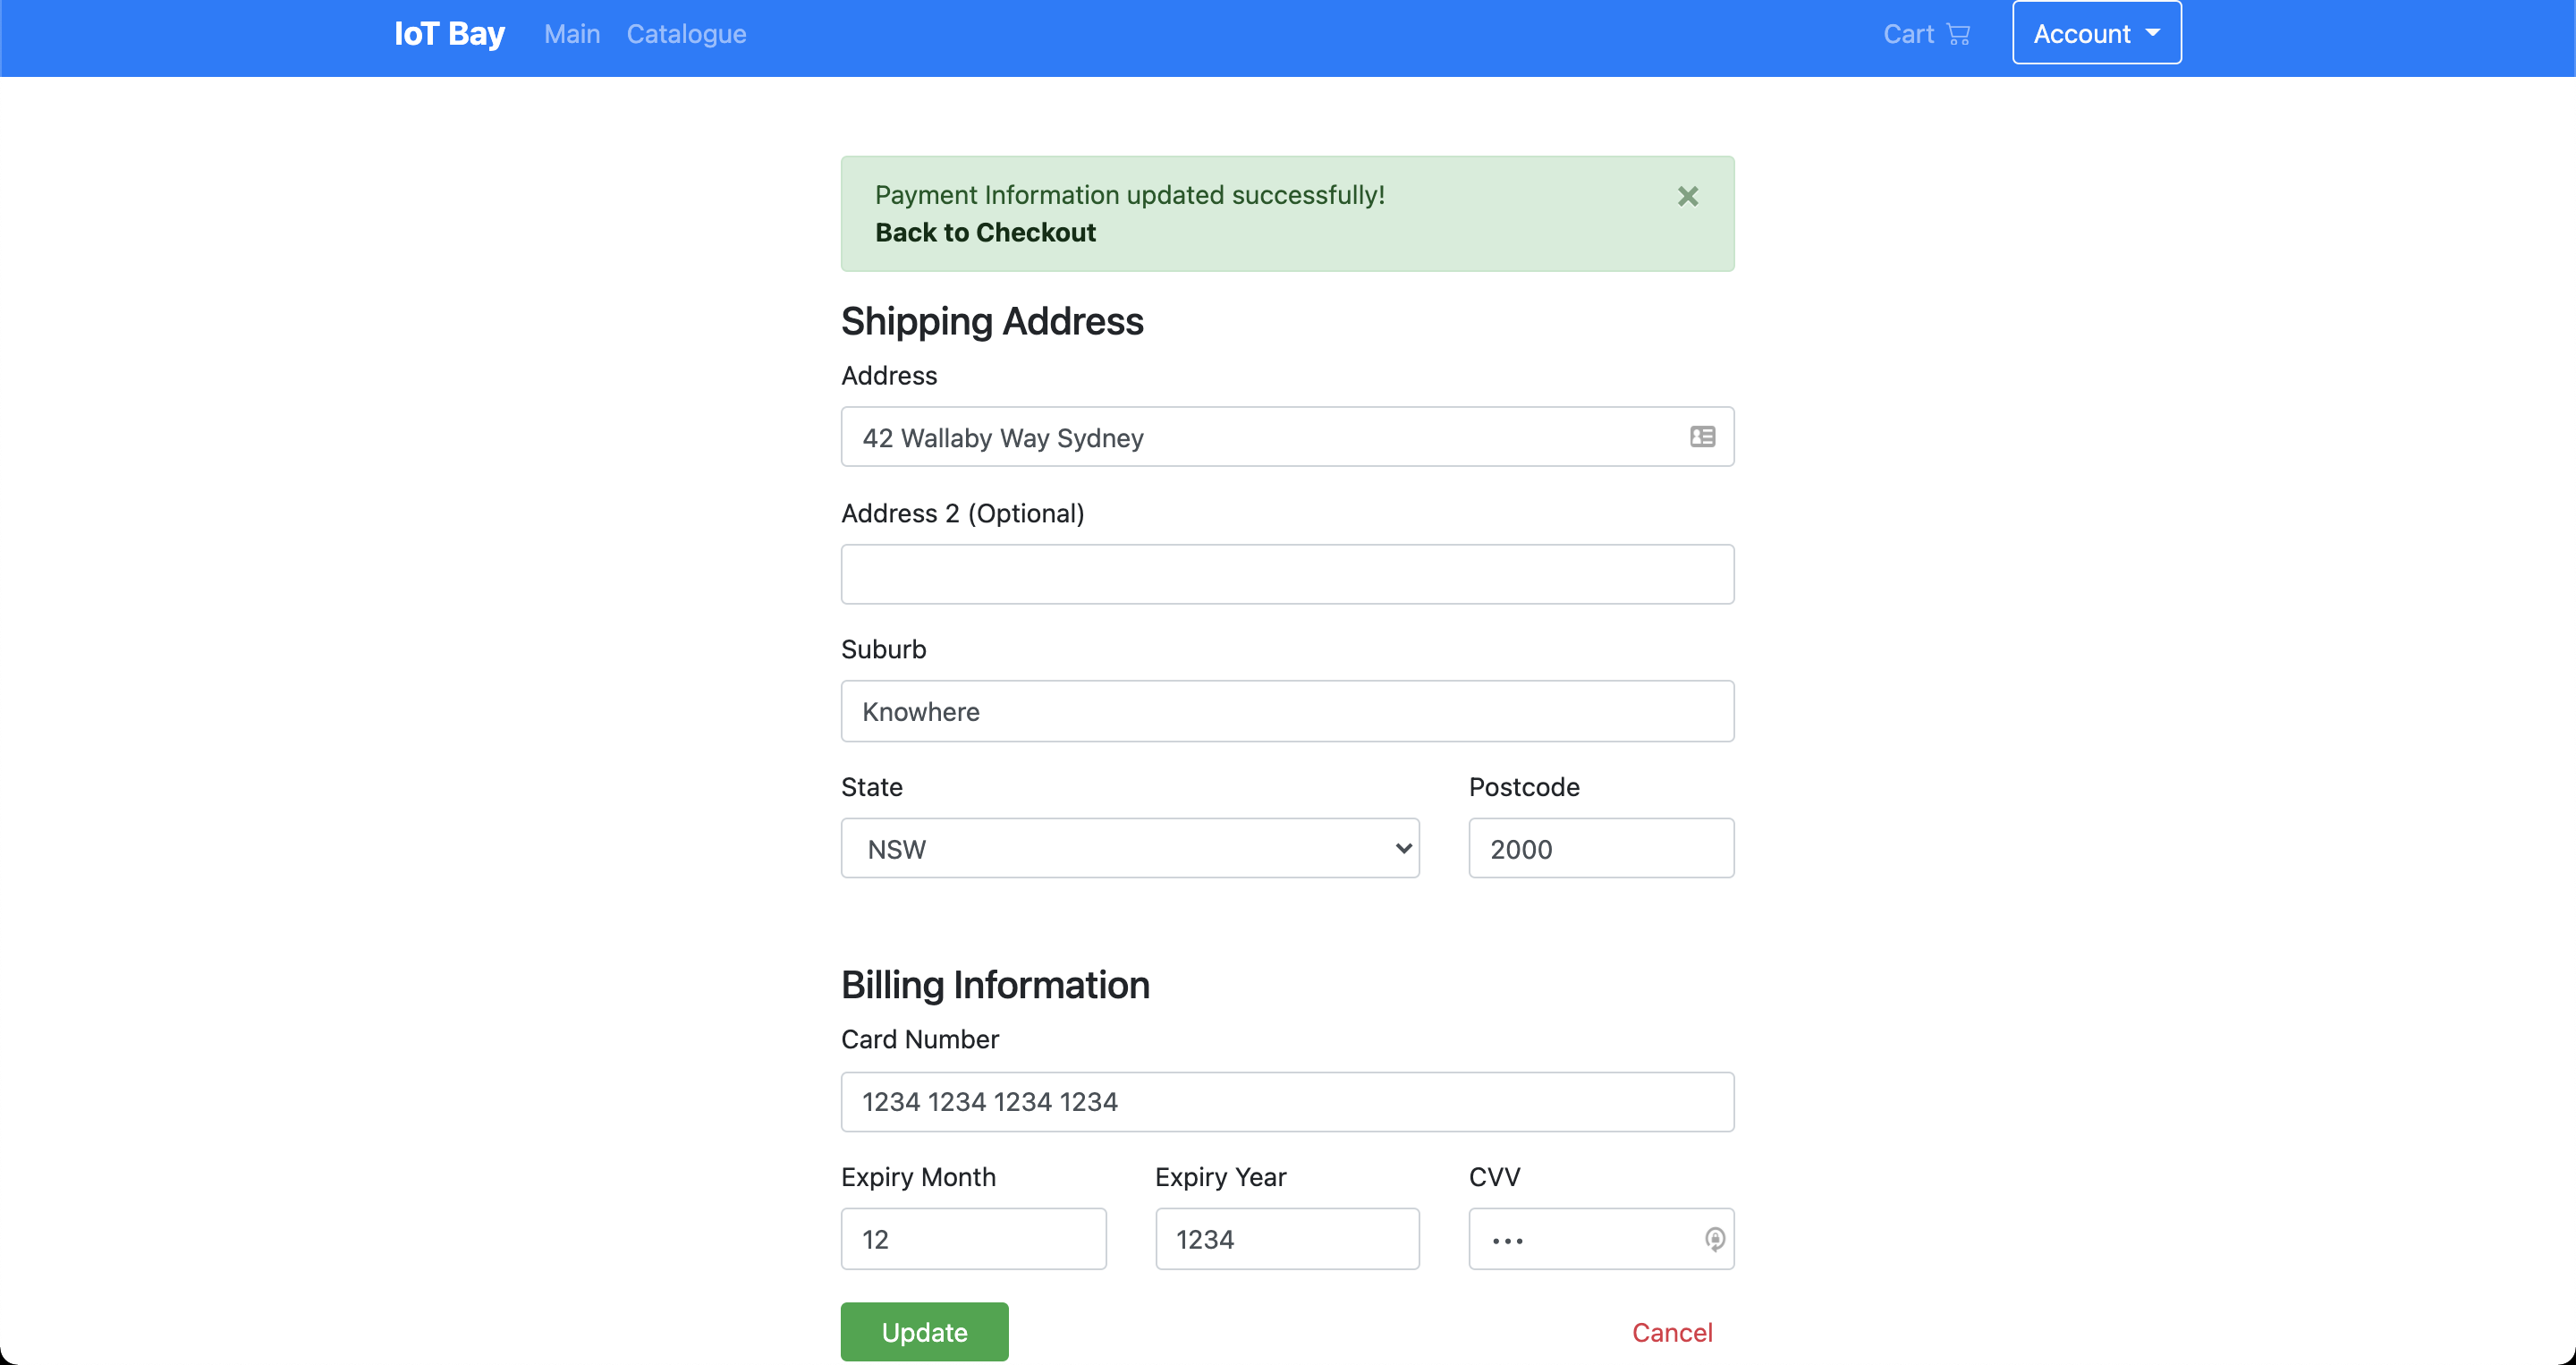 IoT Bay Main Catalogue Cart Account
Payment Information updated successfully!
Back to Checkout
Shipping Address
Address
42 Wallaby Way Sydney
Address 2 (Optional)
Suburb
Knowhere
State Postcode
NSW 2000
Billing Information
Card Number
1234 1234 1234 1234
Expiry Month Expiry Year CVV
12 1234 •••
Update Cancel